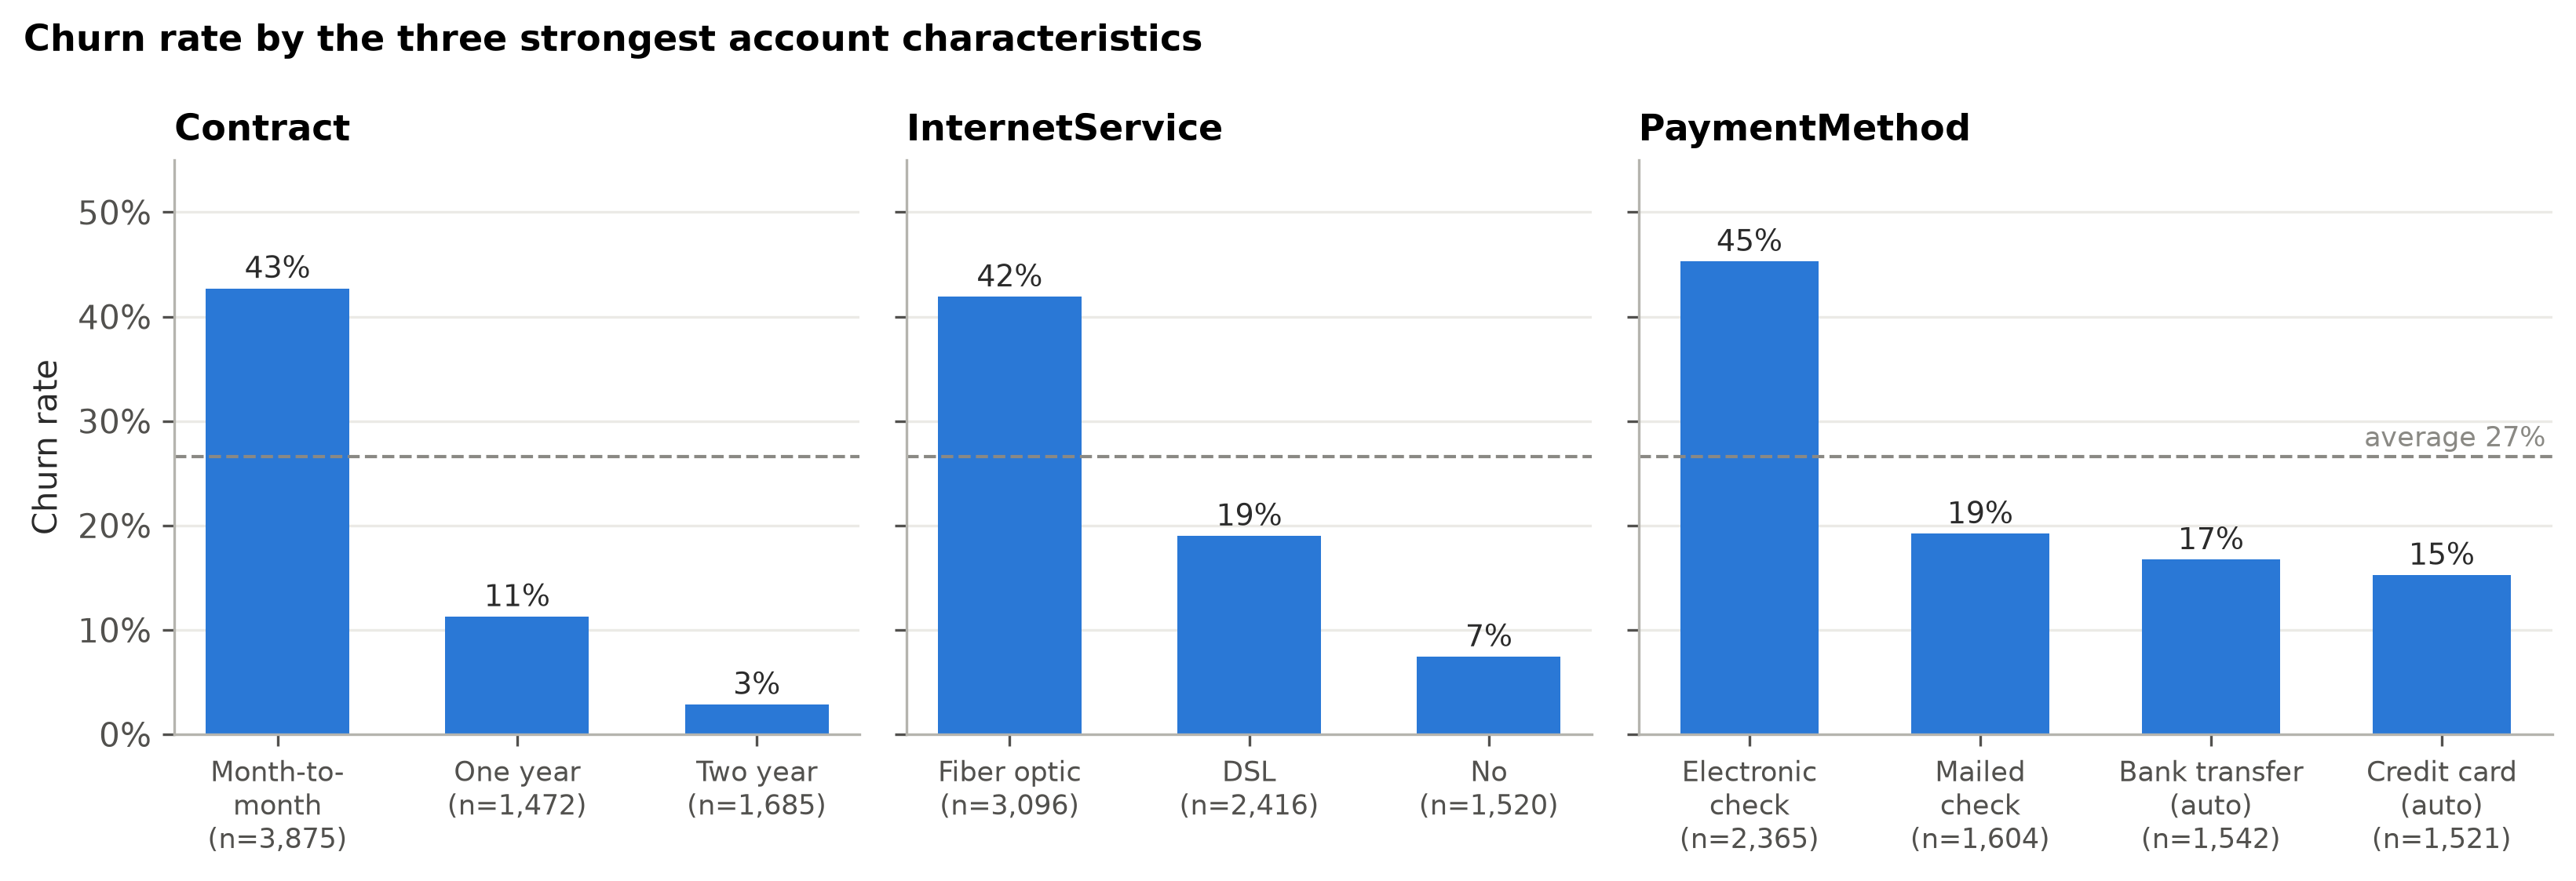 Churn rate by the three strongest account characteristics
Contract
Churn rate
50%
40%
30%
20%
10%
0%
43%
11%
3%
Month-to-
month
(n=3,875)
One year
(n=1,472)
Two year
(n=1,685)
InternetService
42%
19%
7%
Fiber optic
(n=3,096)
DSL
(n=2,416)
No
(n=1,520)
PaymentMethod
45%
19%
17%
15%
average 27%
Electronic
check
(n=2,365)
Mailed
check
(n=1,604)
Bank transfer
(auto)
(n=1,542)
Credit card
(auto)
(n=1,521)